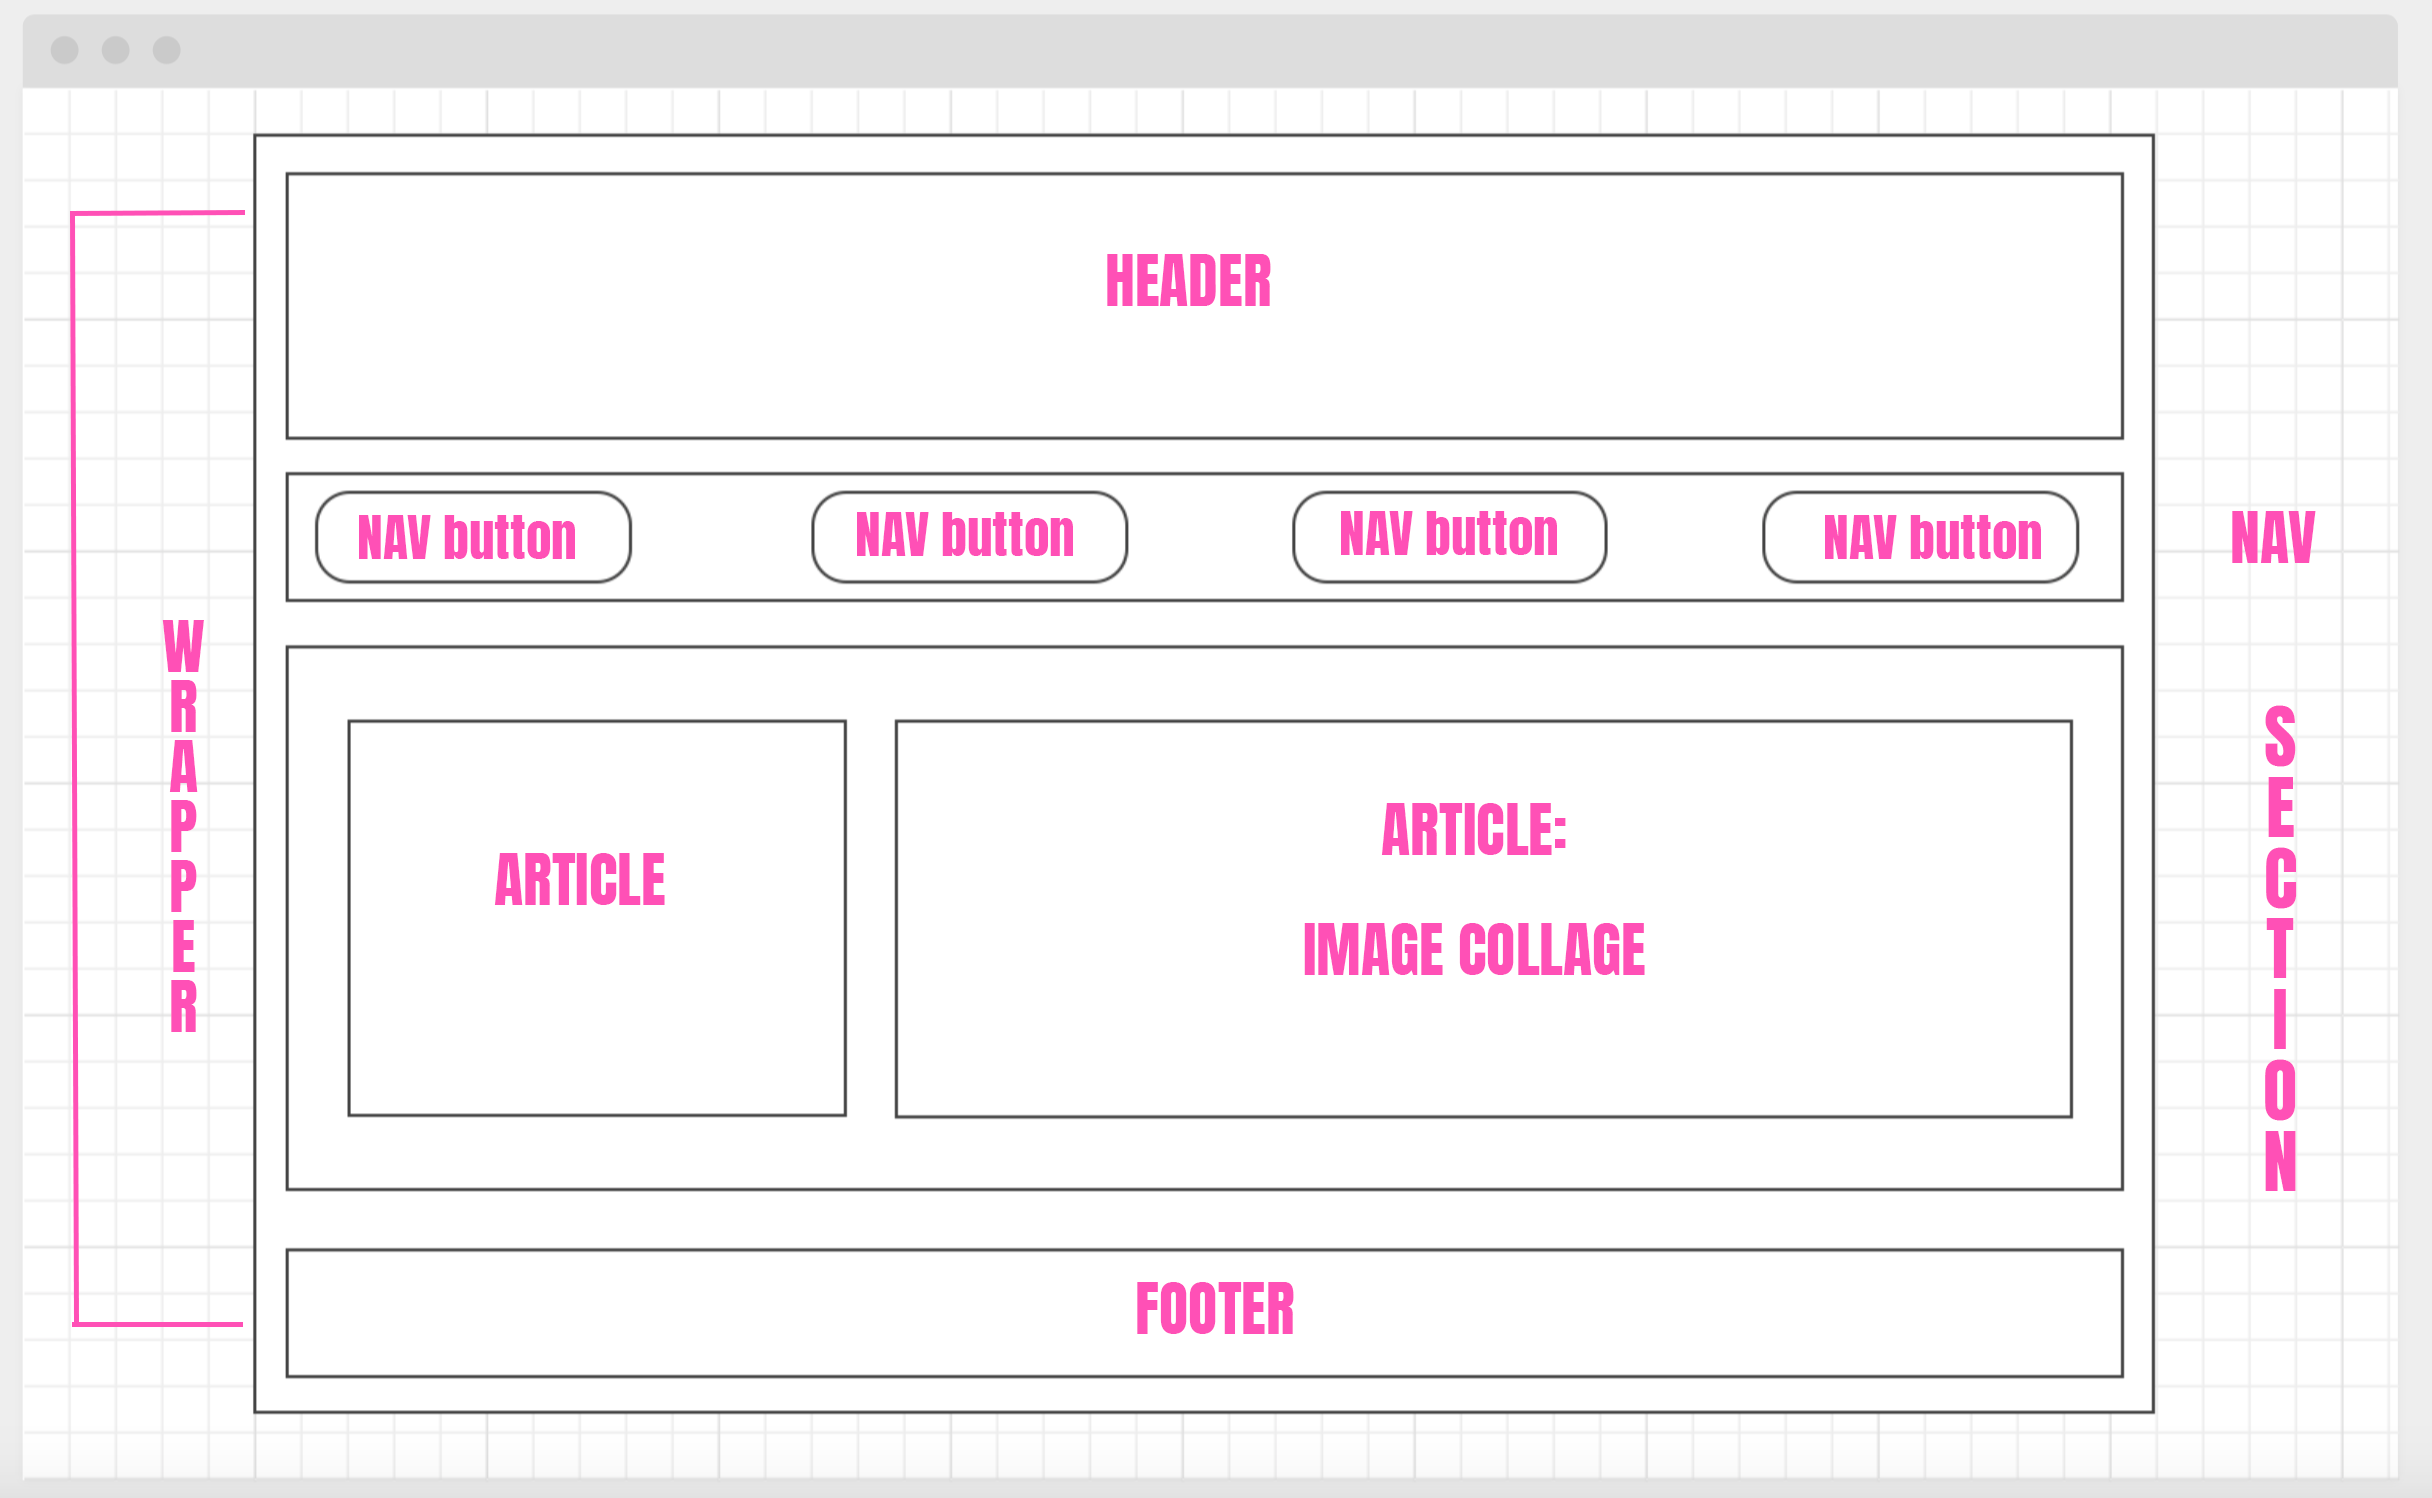 HEADER
NAV button
NAV button
NAV button
NAV button
NAV
WRAPPER
SECTION
ARTICLE
ARTICLE:
IMAGE COLLAGE
FOOTER